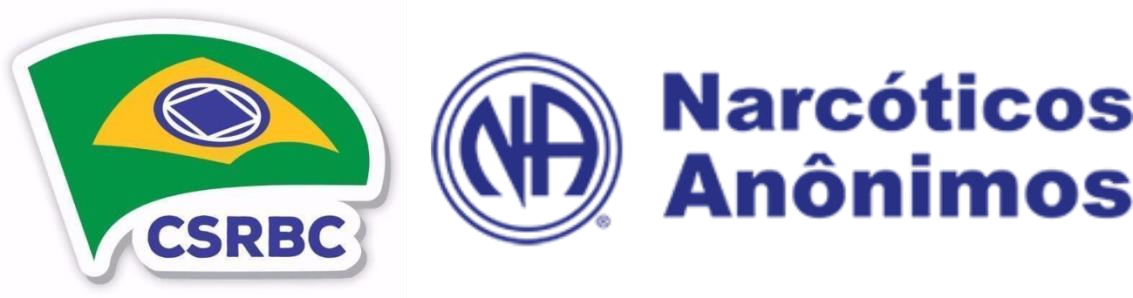 CSRBC
NA
®
Narcóticos
Anônimos